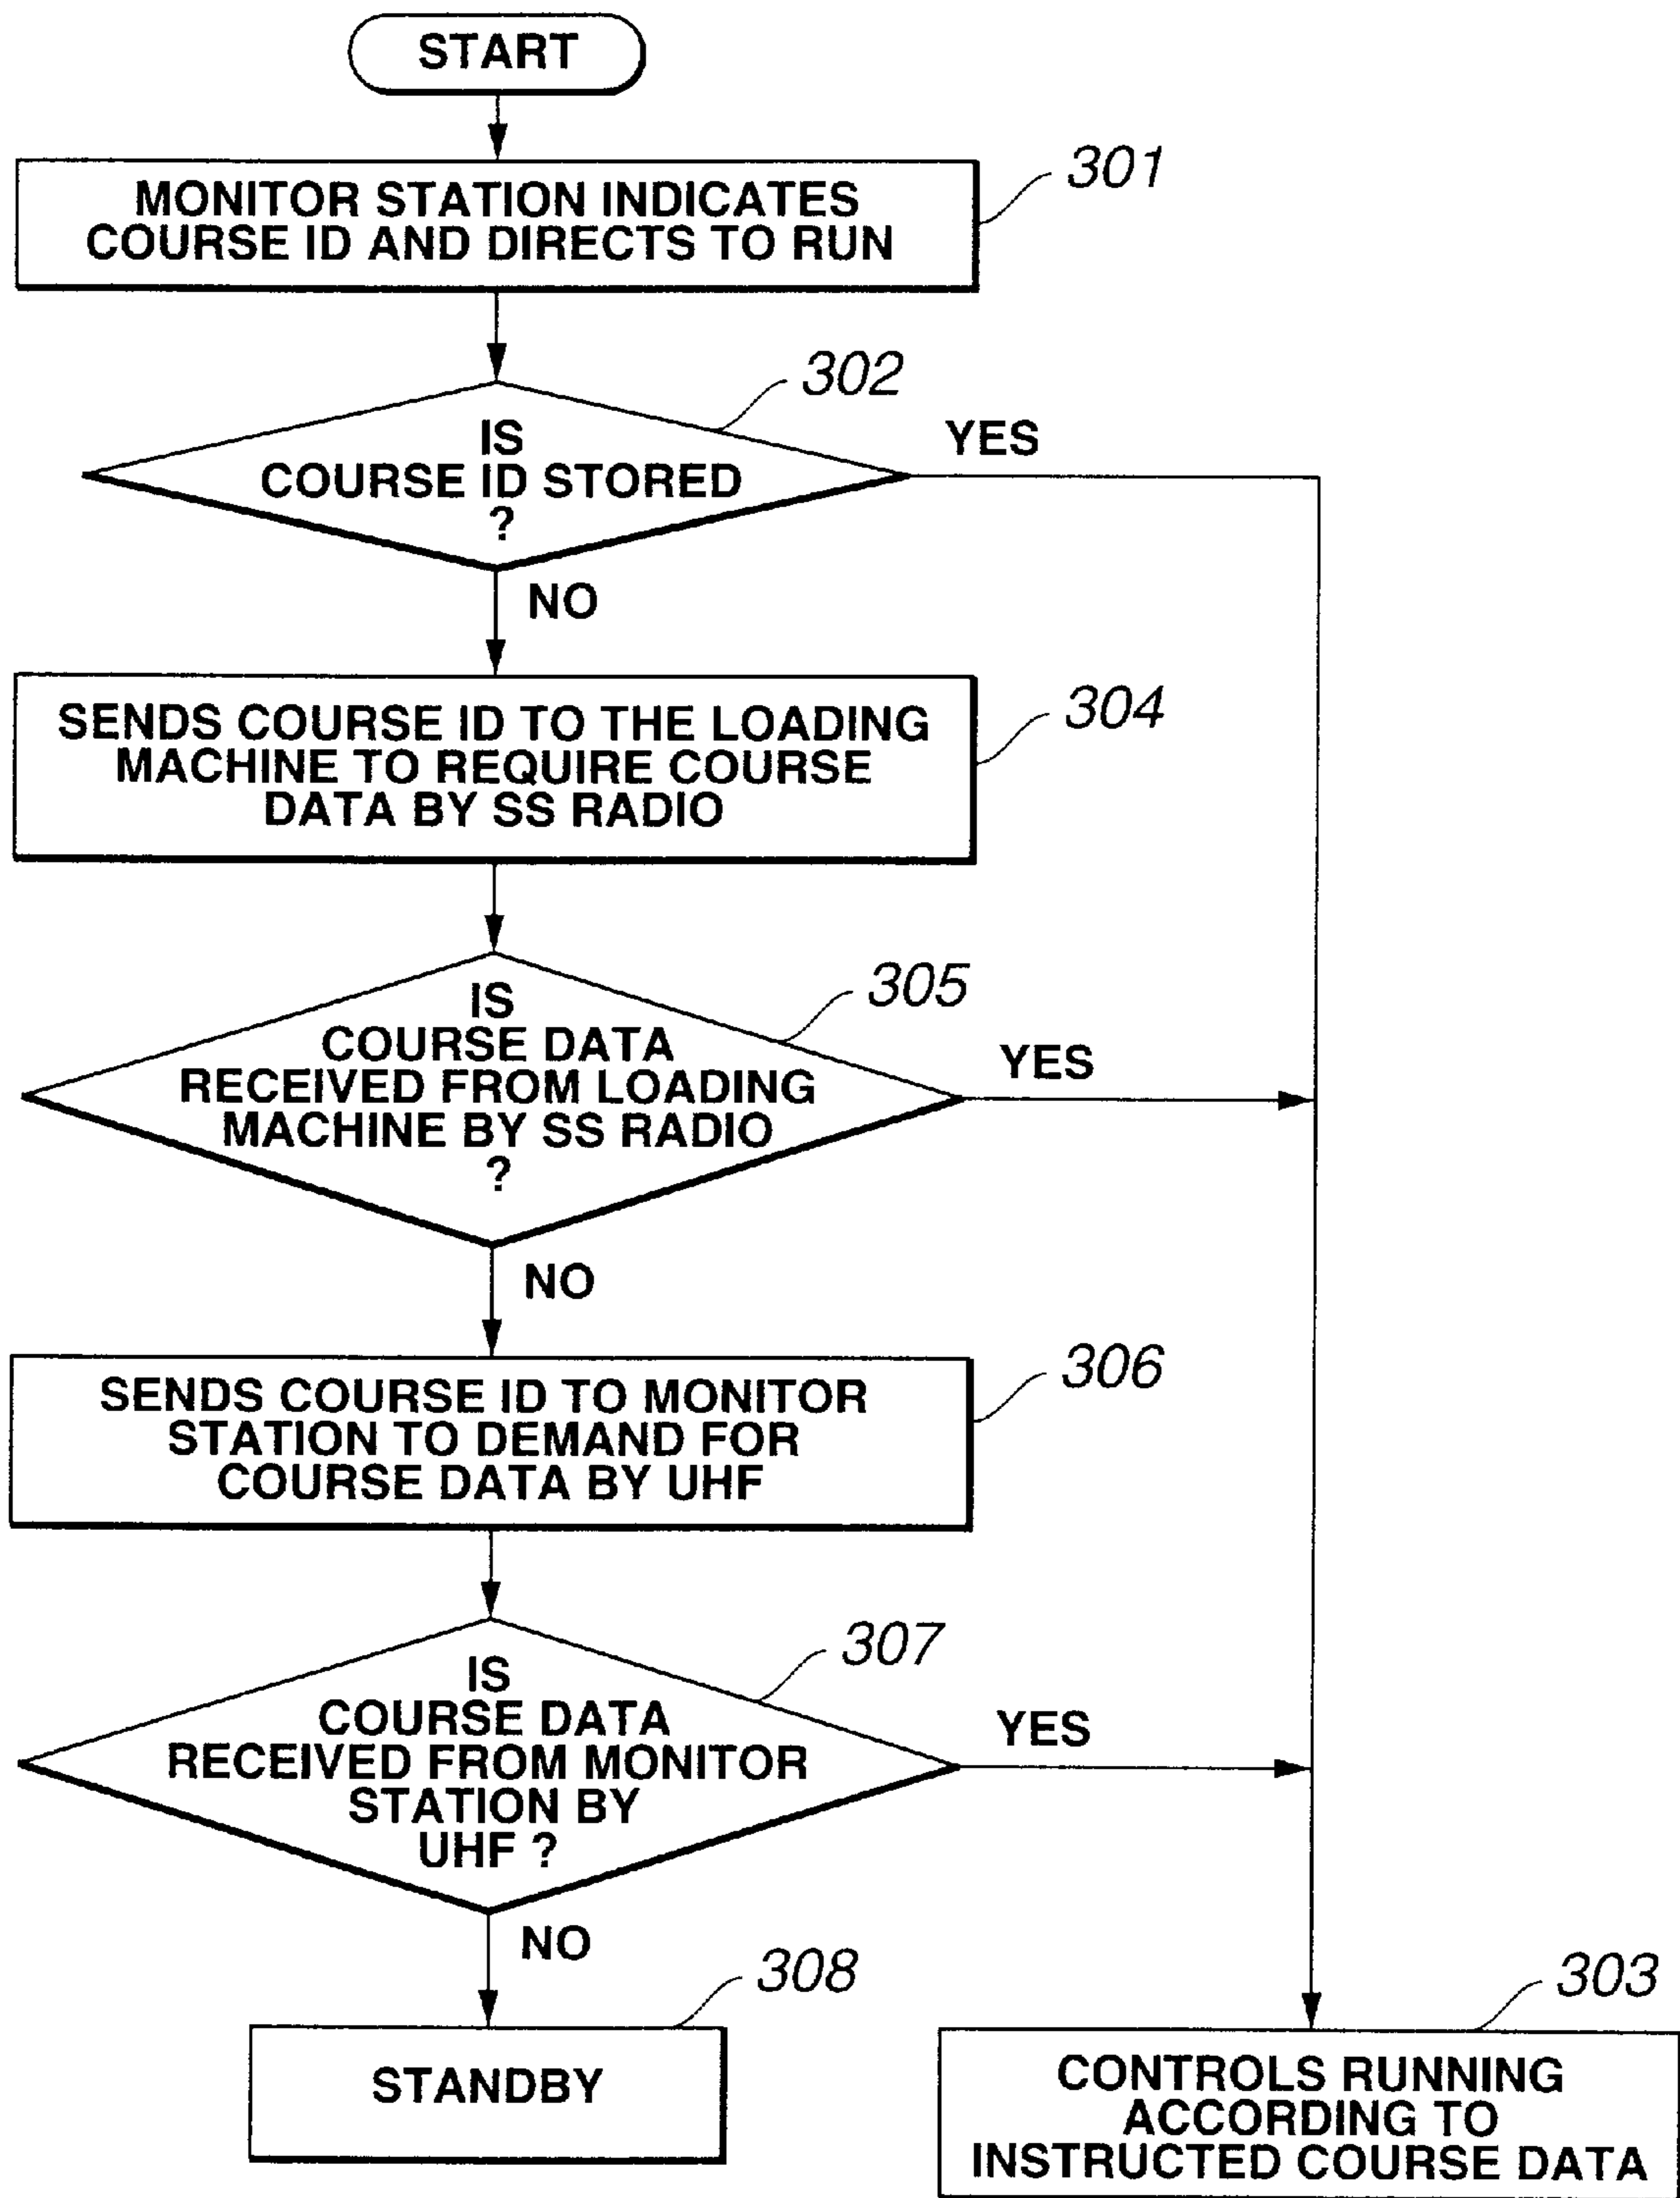 START
301
MONITOR STATION INDICATES
COURSE ID AND DIRECTS TO RUN
302
IS
COURSE ID STORED
?
YES
NO
304
SENDS COURSE ID TO THE LOADING
MACHINE TO REQUIRE COURSE
DATA BY SS RADIO
305
IS
COURSE DATA
RECEIVED FROM LOADING
MACHINE BY SS RADIO
?
YES
NO
306
SENDS COURSE ID TO MONITOR
STATION TO DEMAND FOR
COURSE DATA BY UHF
307
IS
COURSE DATA
RECEIVED FROM MONITOR
STATION BY
UHF ?
YES
NO
308
STANDBY
303
CONTROLS RUNNING
ACCORDING TO
INSTRUCTED COURSE DATA